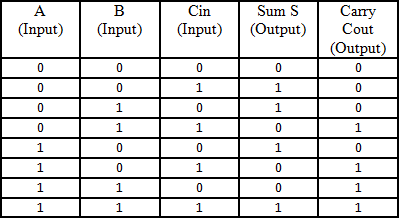 A B Cin Sum S Carry
(Input) (Input) (Input) (Output) Cout
(Output)
0 0 0 0 0
0 0 1 1 0
0 1 0 1 0
0 1 1 0 1
1 0 0 1 0
1 0 1 0 1
1 1 0 0 1
1 1 1 1 1